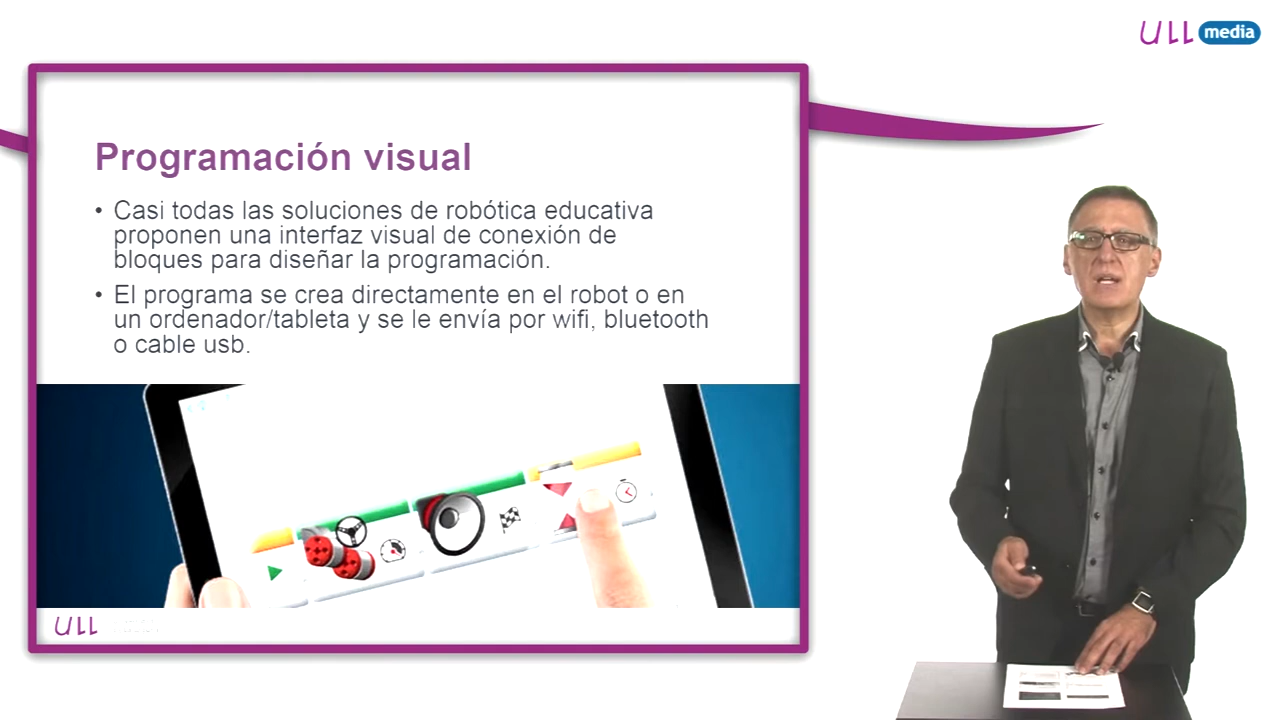 ULL media
Programación visual
• Casi todas las soluciones de robótica educativa
proponen una interfaz visual de conexión de
bloques para diseñar la programación.
• El programa se crea directamente en el robot o en
un ordenador/tableta y se le envía por wifi, bluetooth
o cable usb.
ULL